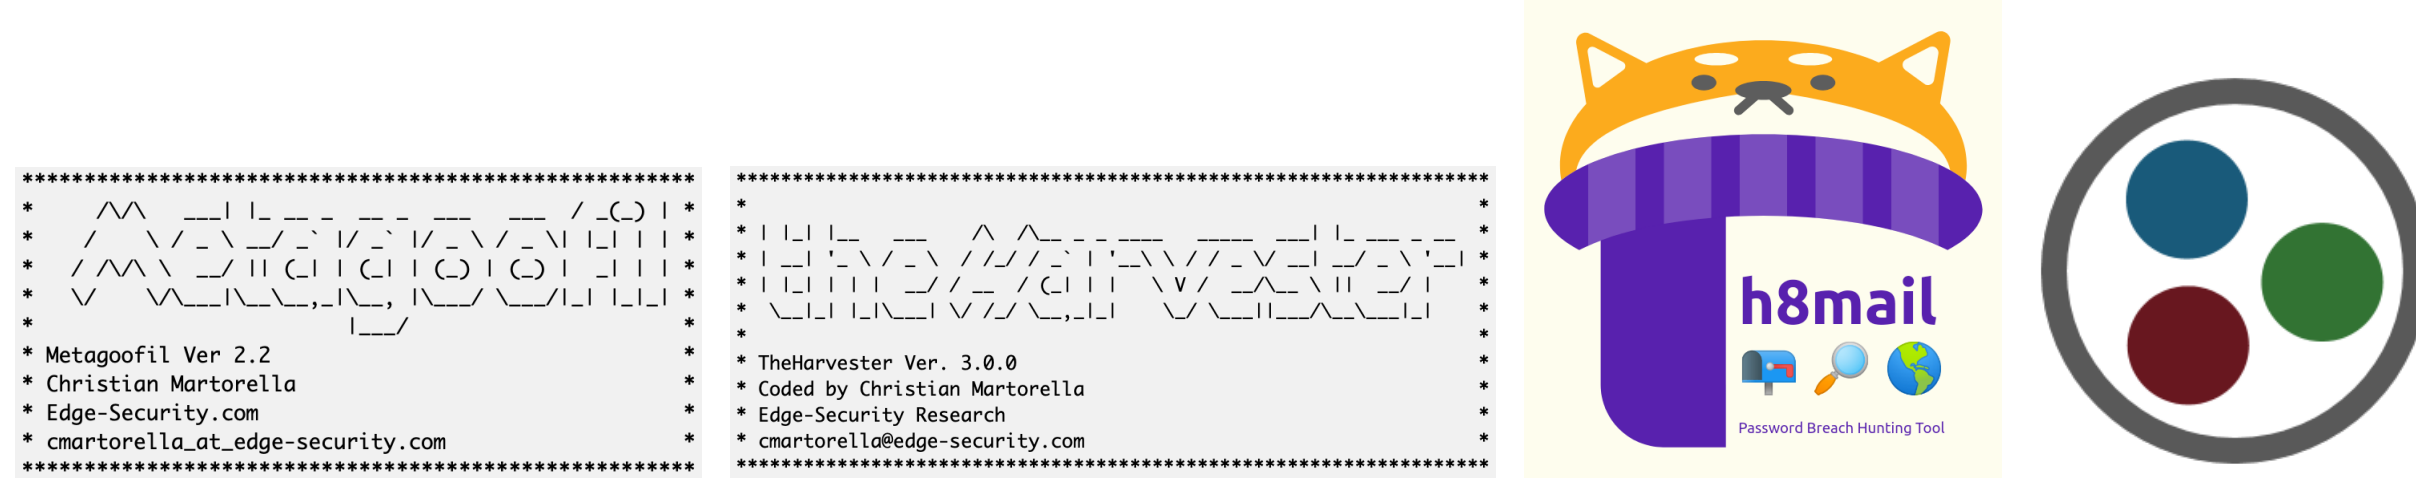 Metagoofil Ver 2.2
Christian Martorella
Edge-Security.com
cmartorella_at_edge-security.com
theHarvester
TheHarvester Ver. 3.0.0
Coded by Christian Martorella
Edge-Security Research
cmartorella@edge-security.com
h8mail
Password Breach Hunting Tool